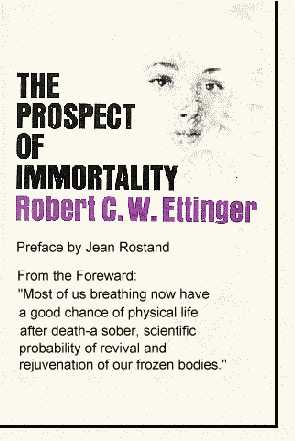 THE
PROSPECT
OF
IMMORTALITY
Robert C. W. Ettinger
Preface by Jean Rostand
From the Foreward:
"Most of us breathing now have
a good chance of physical life
after death-a sober, scientific
probability of revival and
rejuvenation of our frozen bodies."